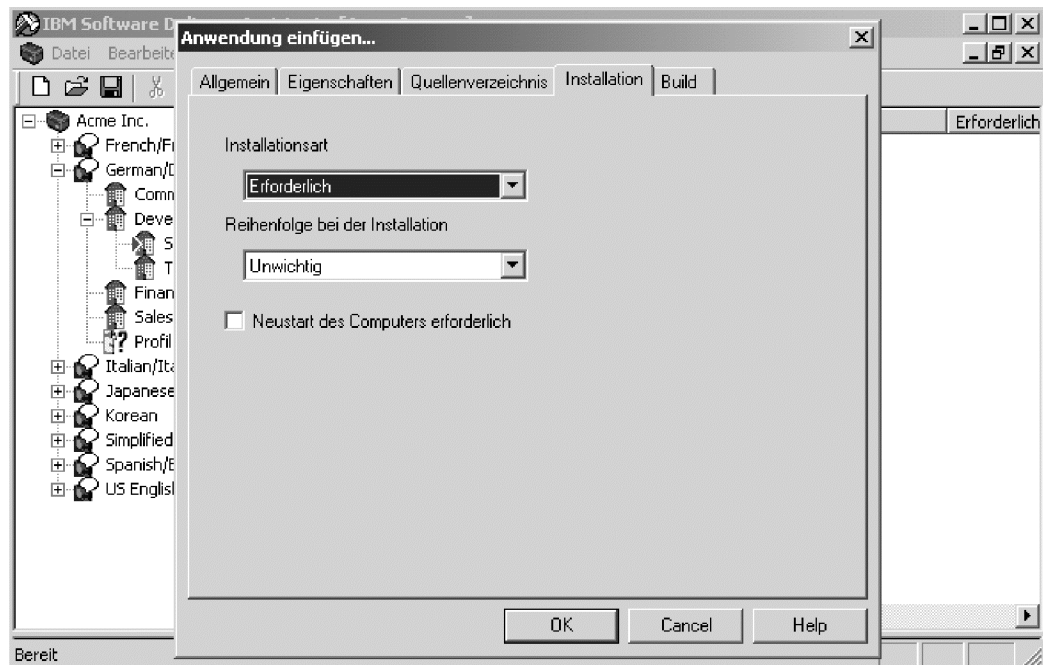 IBM Software D
Datei Bearbeite
Anwendung einfügen...
Allgemein Eigenschaften Quellenverzeichnis Installation Build
Acme Inc.
French/Fr
German/D
Comm
Deve
S
T
Finan
Sales
Profil
Italian/Ita
Japanese
Korean
Simplified
Spanish/E
US Englis
Erforderlich
Installationsart
Erforderlich
Reihenfolge bei der Installation
Unwichtig
Neustart des Computers erforderlich
OK Cancel Help
Bereit